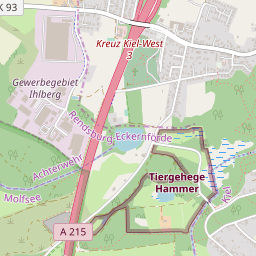 K 93
Kreuz Kiel-West
3
Gewerbegebiet
Ihlberg
Rendsburg-Eckernförde
Achterwehr
Molfsee
Tiergehege
Hammer
Kiel
A 215